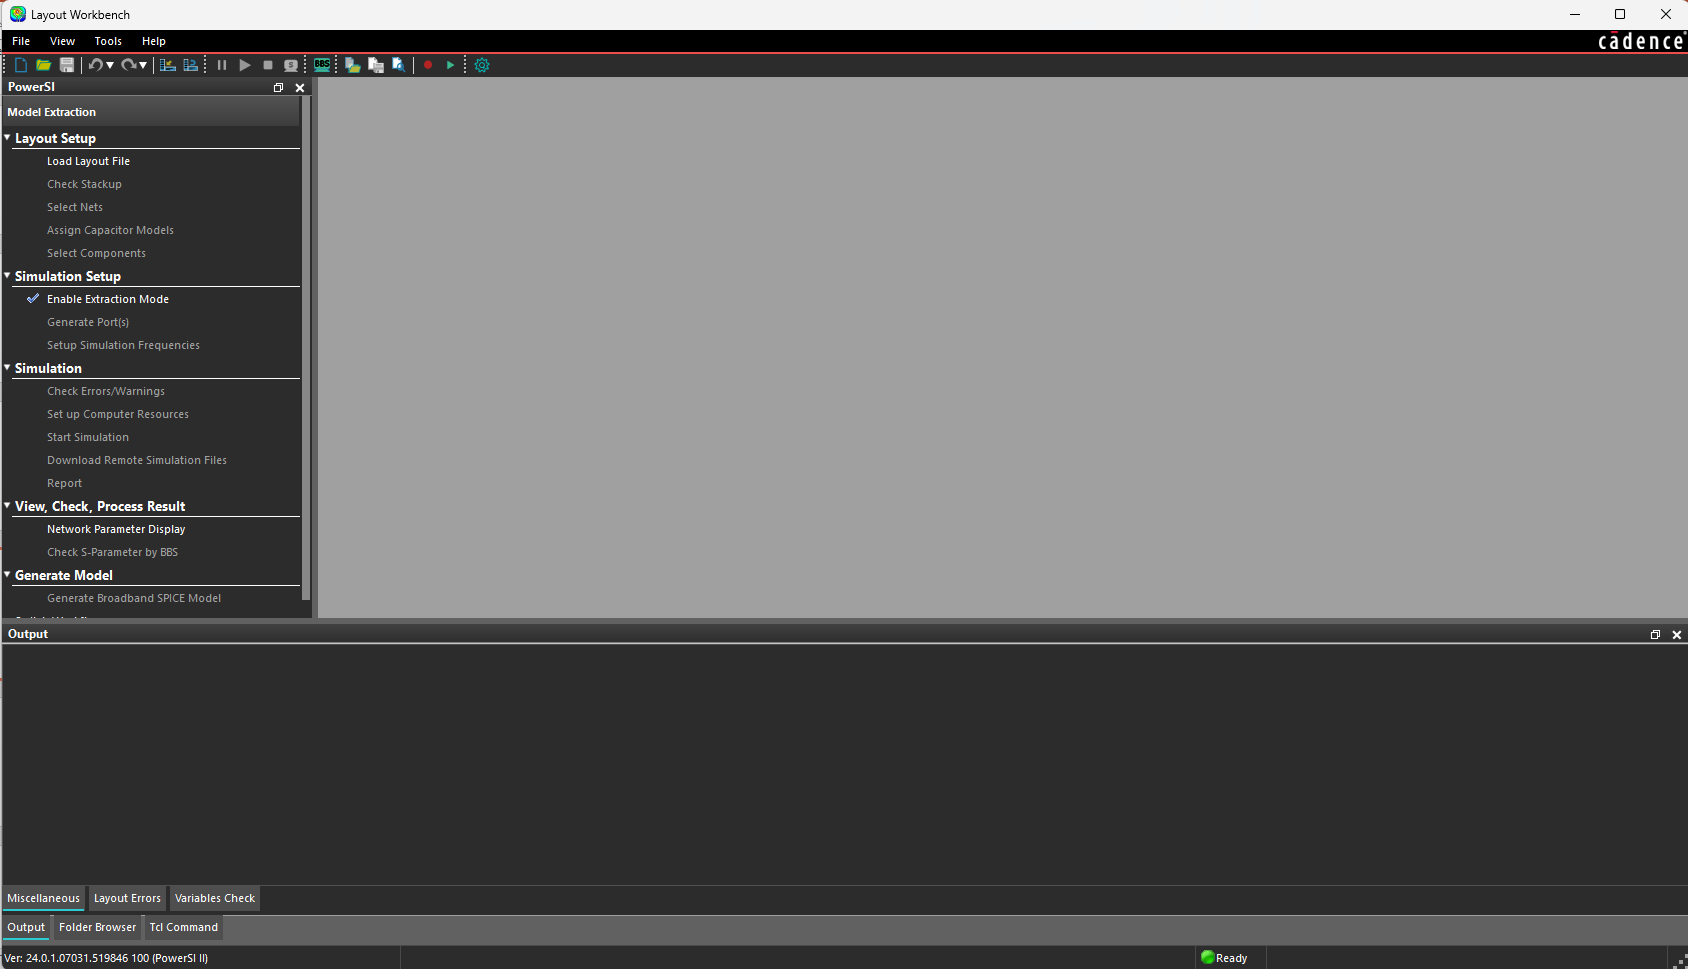 Layout Workbench
File View Tools Help
cādence
BBS
PowerSI
Model Extraction
Layout Setup
Load Layout File
Check Stackup
Select Nets
Assign Capacitor Models
Select Components
Simulation Setup
Enable Extraction Mode
Generate Port(s)
Setup Simulation Frequencies
Simulation
Check Errors/Warnings
Set up Computer Resources
Start Simulation
Download Remote Simulation Files
Report
View, Check, Process Result
Network Parameter Display
Check S-Parameter by BBS
Generate Model
Generate Broadband SPICE Model
Output
Miscellaneous Layout Errors Variables Check
Output Folder Browser Tcl Command
Ver: 24.0.1.07031.519846 100 (PowerSI II) Ready